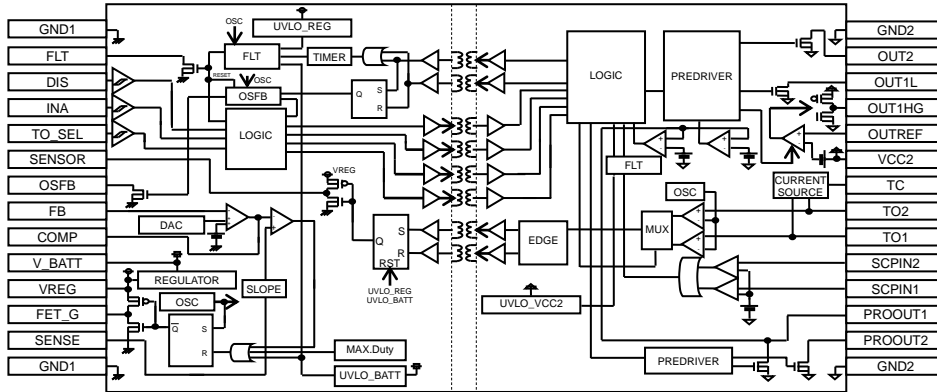 GND1
FLT
DIS
INA
TO_SEL
SENSOR
OSFB
FB
COMP
V_BATT
VREG
FET_G
SENSE
GND1
OSC
UVLO_REG
FLT
TIMER
RESET
OSC
OSFB
LOGIC
Q
S
R
VREG
DAC
REGULATOR
OSC
SLOPE
Q
S
R
MAX.Duty
UVLO_BATT
Q
S
R
RST
UVLO_REG
UVLO_BATT
EDGE
UVLO_VCC2
LOGIC
PREDRIVER
FLT
OSC
MUX
CURRENT
SOURCE
PREDRIVER
GND2
OUT2
OUT1L
OUT1HG
OUTREF
VCC2
TC
TO2
TO1
SCPIN2
SCPIN1
PROOUT1
PROOUT2
GND2